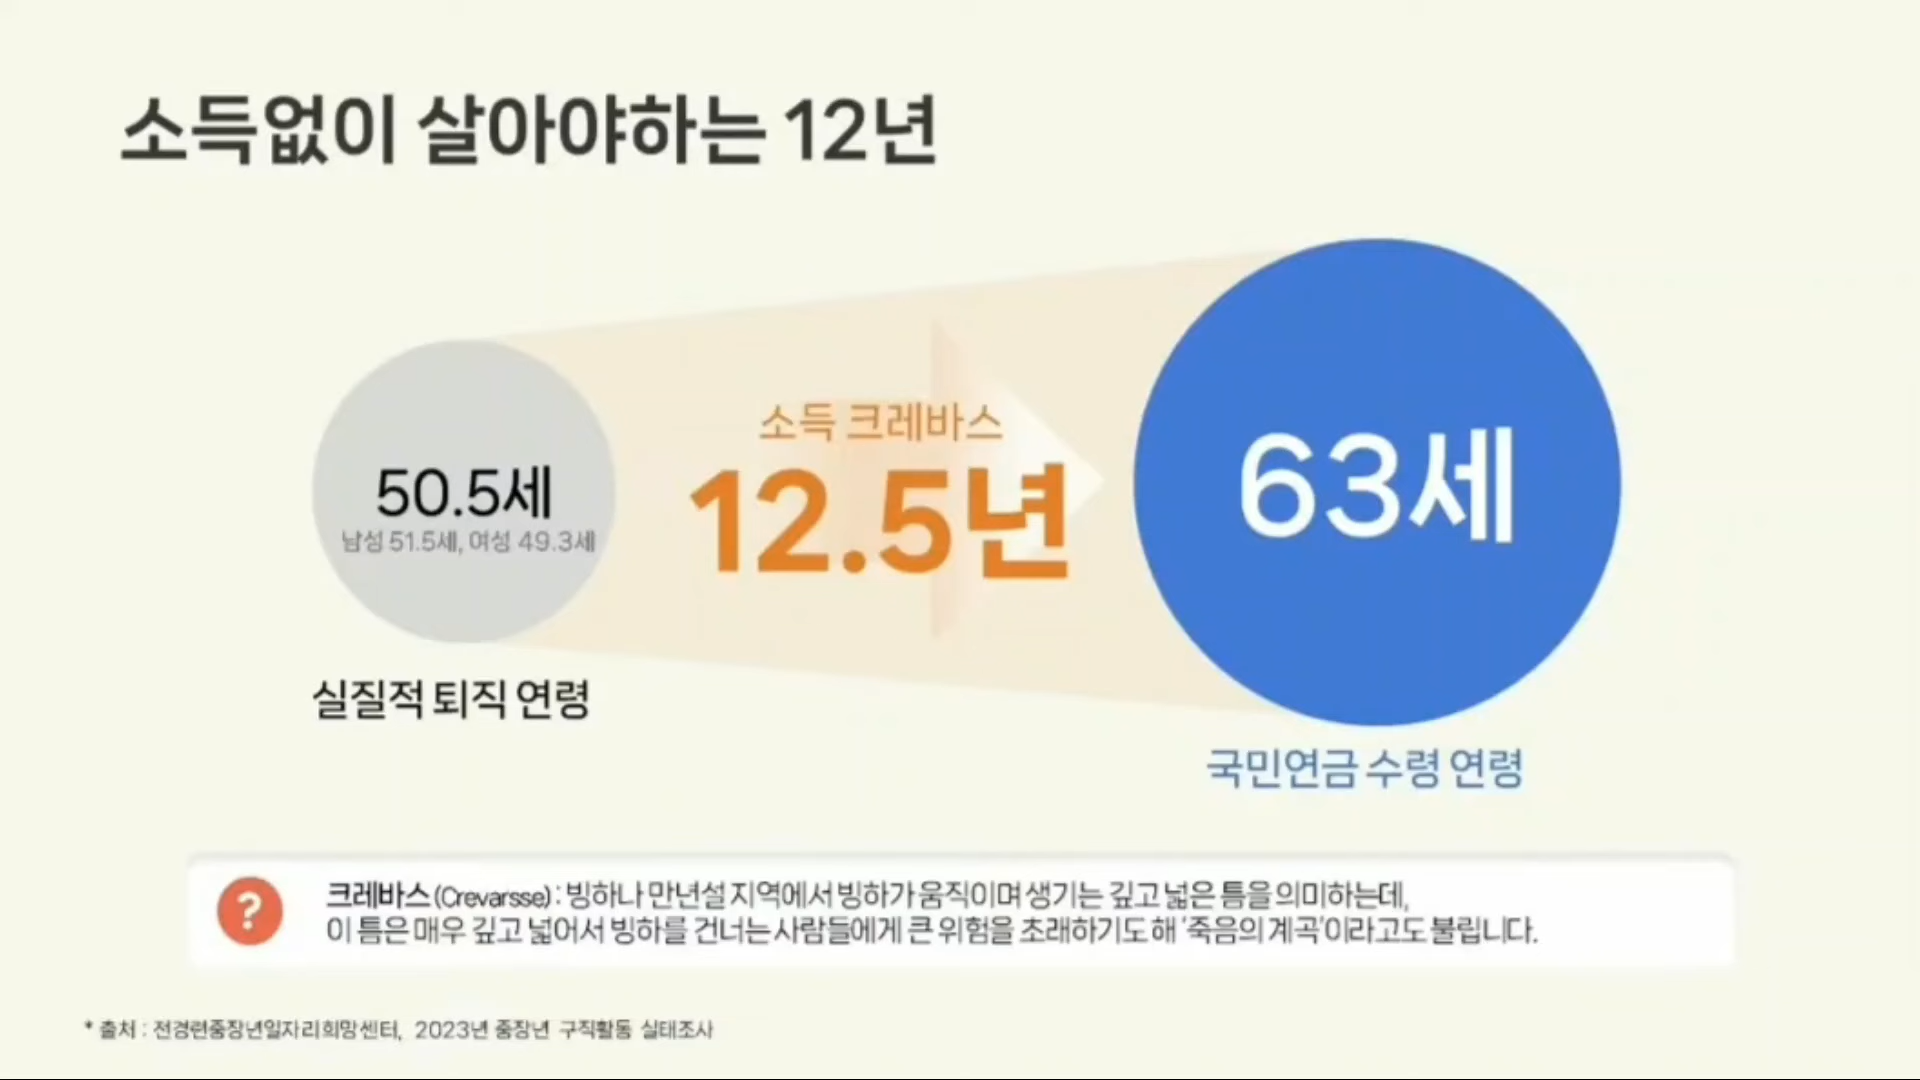 소득없이 살아야하는 12년
소득 크레바스
12.5년
50.5세
남성 51.5세, 여성 49.3세
63세
실질적 퇴직 연령
국민연금 수령 연령
?
크레바스 (Crevarsse) : 빙하나 만년설 지역에서 빙하가 움직이며 생기는 깊고 넓은 틈을 의미하는데,
이 틈은 매우 깊고 넓어서 빙하를 건너는 사람들에게 큰 위험을 초래하기도 해 '죽음의 계곡'이라고도 불립니다.
* 출처 : 전경련중장년일자리희망센터, 2023년 중장년 구직활동 실태조사